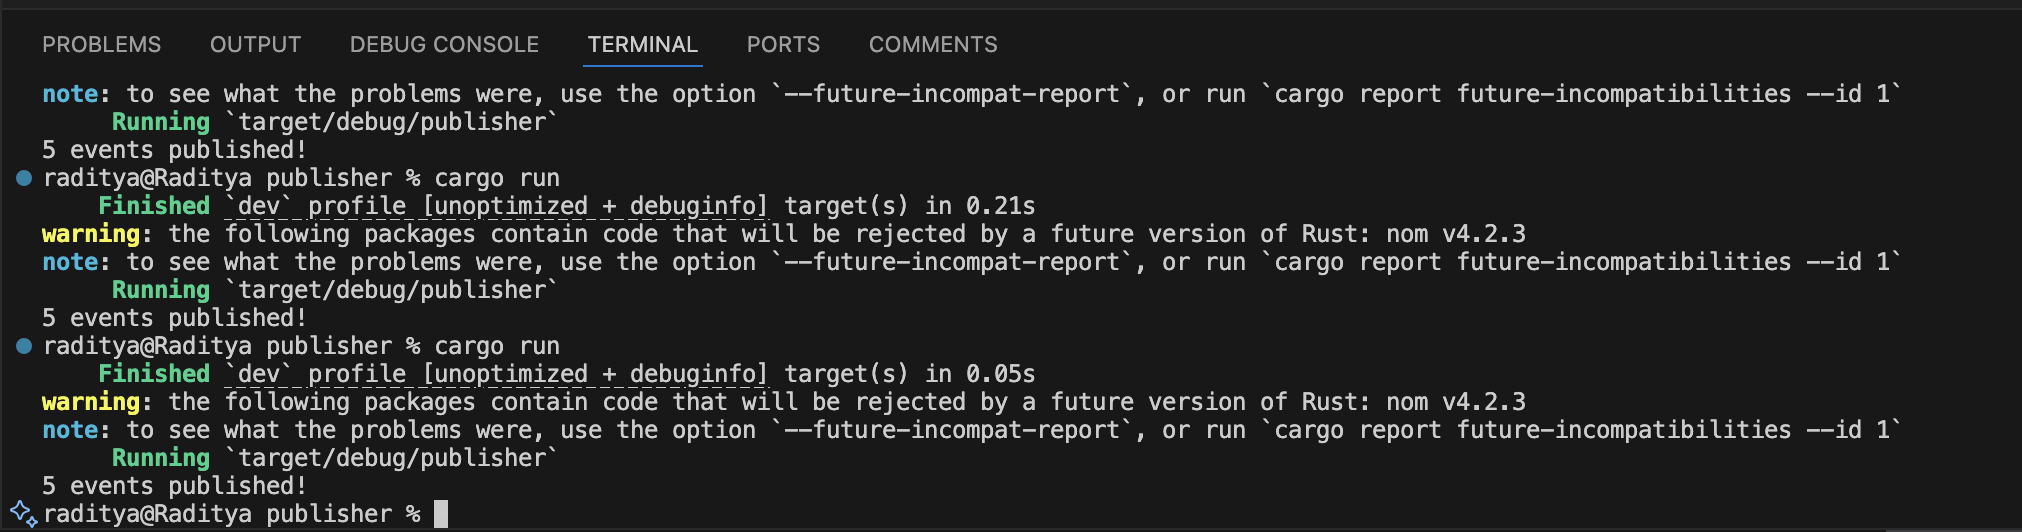 PROBLEMS OUTPUT DEBUG CONSOLE TERMINAL PORTS COMMENTS
note: to see what the problems were, use the option `--future-incompat-report`, or run `cargo report future-incompatibilities --id 1`
Running `target/debug/publisher`
5 events published!
raditya@Raditya publisher % cargo run
Finished `dev` profile [unoptimized + debuginfo] target(s) in 0.21s
warning: the following packages contain code that will be rejected by a future version of Rust: nom v4.2.3
note: to see what the problems were, use the option `--future-incompat-report`, or run `cargo report future-incompatibilities --id 1`
Running `target/debug/publisher`
5 events published!
raditya@Raditya publisher % cargo run
Finished `dev` profile [unoptimized + debuginfo] target(s) in 0.05s
warning: the following packages contain code that will be rejected by a future version of Rust: nom v4.2.3
note: to see what the problems were, use the option `--future-incompat-report`, or run `cargo report future-incompatibilities --id 1`
Running `target/debug/publisher`
5 events published!
raditya@Raditya publisher %